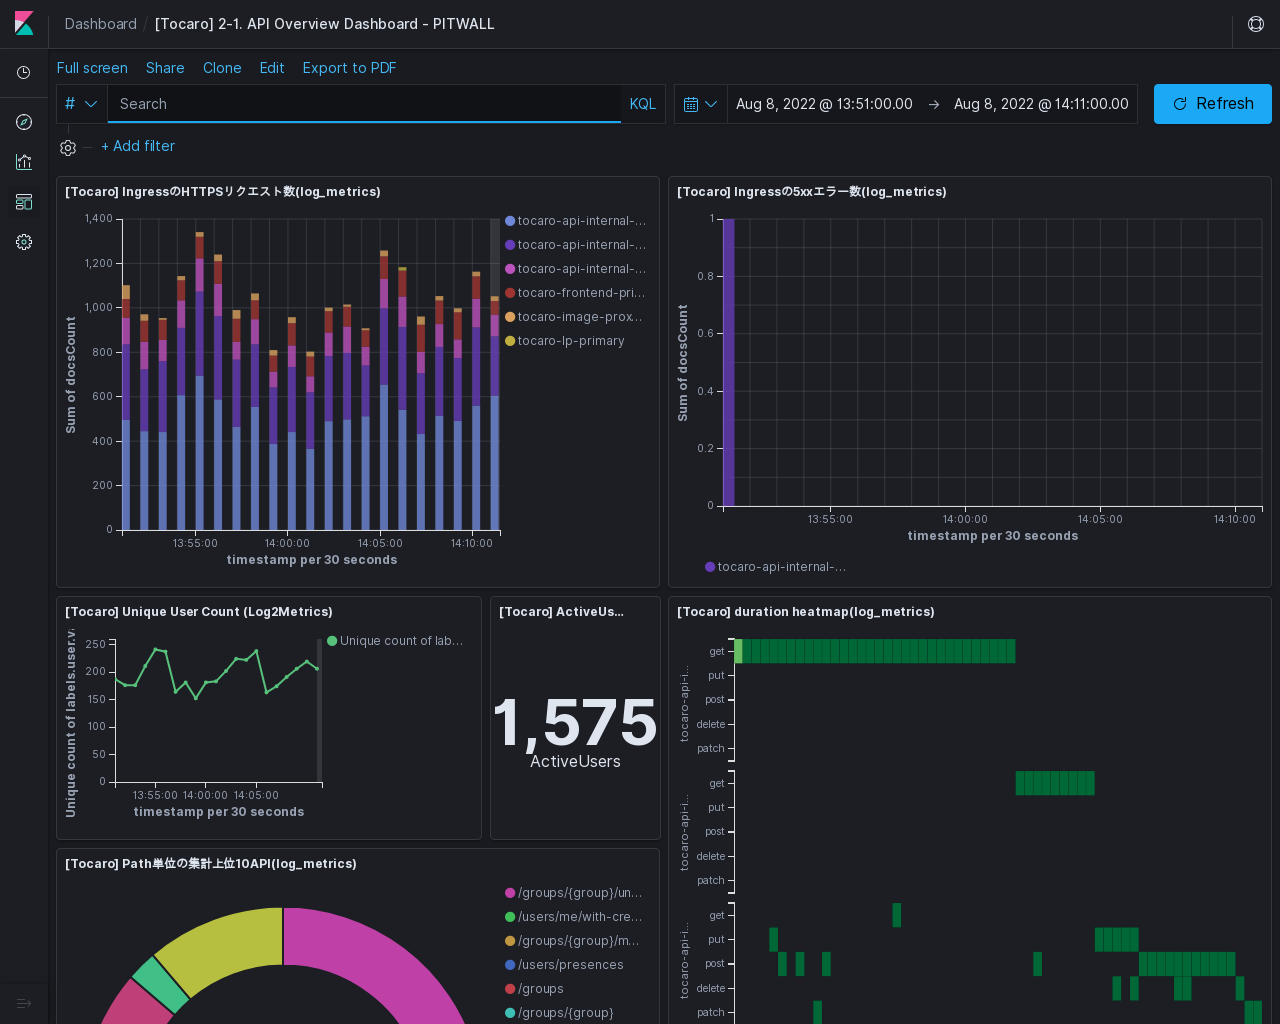 Dashboard / [Tocaro] 2-1. API Overview Dashboard - PITWALL
Full screen Share Clone Edit Export to PDF
# Search KQL Aug 8, 2022 @ 13:51:00.00 → Aug 8, 2022 @ 14:11:00.00 Refresh
+ Add filter
[Tocaro] IngressのHTTPSリクエスト数(log_metrics)
Sum of docsCount
1,400
1,200
1,000
800
600
400
200
0
13:55:00 14:00:00 14:05:00 14:10:00
timestamp per 30 seconds
tocaro-api-internal-...
tocaro-api-internal-...
tocaro-api-internal-...
tocaro-frontend-pri...
tocaro-image-prox...
tocaro-lp-primary
[Tocaro] Ingressの5xxエラー数(log_metrics)
Sum of docsCount
1
0.8
0.6
0.4
0.2
0
13:55:00 14:00:00 14:05:00 14:10:00
timestamp per 30 seconds
tocaro-api-internal-...
[Tocaro] Unique User Count (Log2Metrics)
Unique count of labels.user.v
250
200
150
100
50
0
13:55:00 14:00:00 14:05:00
timestamp per 30 seconds
Unique count of lab...
[Tocaro] ActiveUs...
1,575
ActiveUsers
[Tocaro] duration heatmap(log_metrics)
tocaro-api-i...
get
put
post
delete
patch
tocaro-api-i...
get
put
post
delete
patch
tocaro-api-i...
get
put
post
delete
patch
[Tocaro] Path単位の集計上位10API(log_metrics)
/groups/{group}/un...
/users/me/with-cre...
/groups/{group}/m...
/users/presences
/groups
/groups/{group}